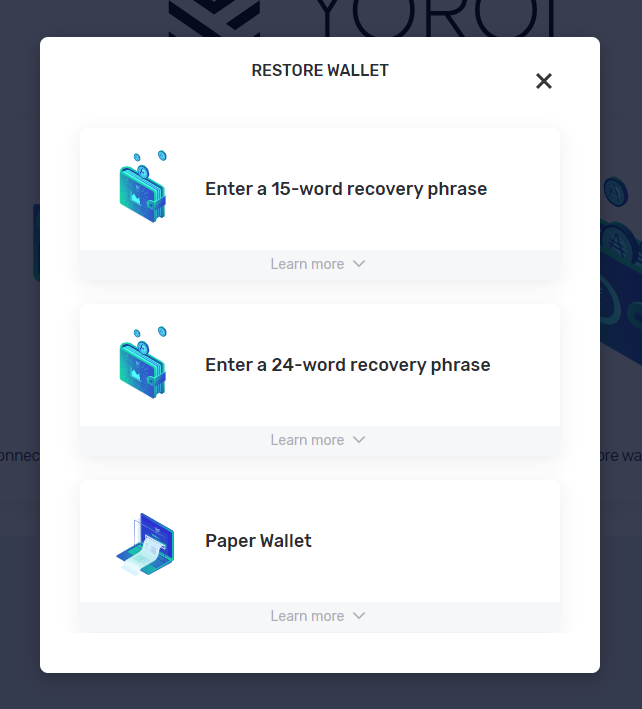 YOROI
RESTORE WALLET
Enter a 15-word recovery phrase
Learn more
Enter a 24-word recovery phrase
Learn more
onnec
ore wa
Paper Wallet
Learn more